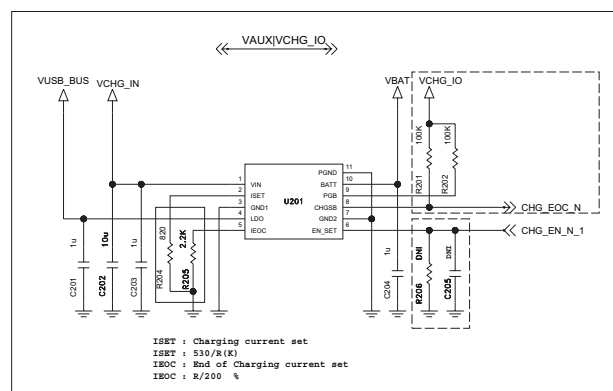 VAUX|VCHG_IO
VUSB_BUS
VCHG_IN
VBAT
VCHG_IO
100K
100K
R201
R202
1
2
3
4
5
VIN
ISET
GND1
LDO
IEOC
U201
PGND
BATT
PGB
CHGSB
GND2
EN_SET
11
10
9
8
7
6
CHG_EOC_N
CHG_EN_N_1
1u
C201
10u
C202
1u
C203
820
R204
2.2K
R205
1u
C204
DNI
R206
DNI
C205
ISET : Charging current set
ISET : 530/R(K)
IEOC : End of Charging current set
IEOC : R/200 %